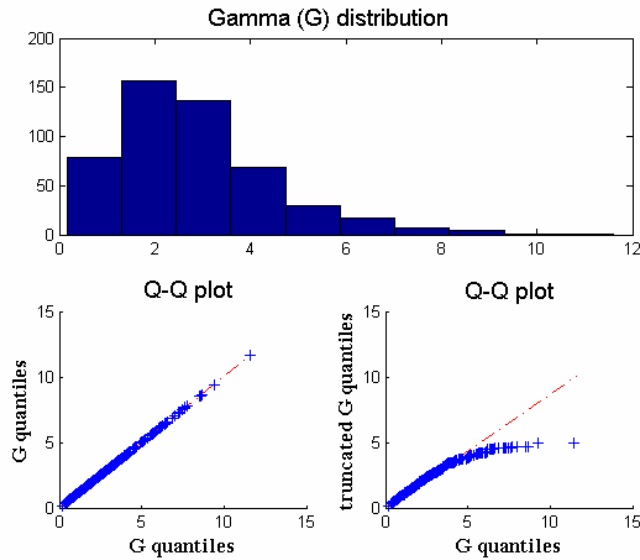 Gamma (G) distribution
200
150
100
50
0
0 2 4 6 8 10 12
Q-Q plot
15
10
5
0
G quantiles
0 5 10 15
G quantiles
Q-Q plot
15
10
5
0
truncated G quantiles
0 5 10 15
G quantiles